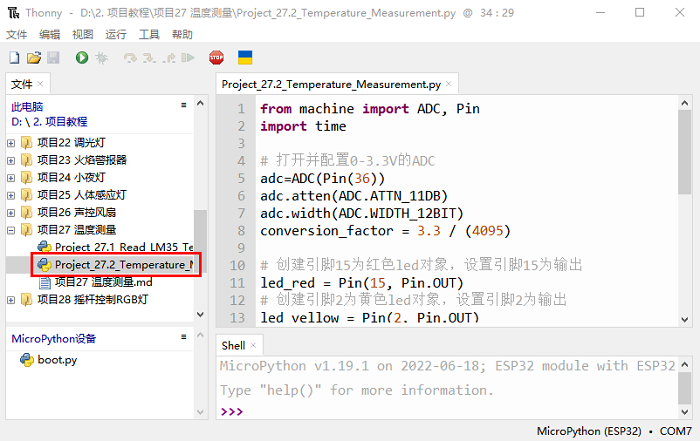 Thonny - D:\2. 项目教程\项目27 温度测量\Project_27.2_Temperature_Measurement.py @ 34 : 29
文件 编辑 视图 运行 工具 帮助
STOP
文件
此电脑
D: \ 2. 项目教程
项目22 调光灯
项目23 火焰警报器
项目24 小夜灯
项目25 人体感应灯
项目26 声控风扇
项目27 温度测量
Project_27.1_Read_LM35_Te
Project_27.2_Temperature_M
项目27 温度测量.md
项目28 摇杆控制RGB灯
MicroPython设备
boot.py
Project_27.2_Temperature_Measurement.py
1 from machine import ADC, Pin
2 import time
3
4 # 打开并配置0-3.3V的ADC
5 adc=ADC(Pin(36))
6 adc.atten(ADC.ATTN_11DB)
7 adc.width(ADC.WIDTH_12BIT)
8 conversion_factor = 3.3 / (4095)
9
10 # 创建引脚15为红色led对象，设置引脚15为输出
11 led_red = Pin(15, Pin.OUT)
12 # 创建引脚2为黄色led对象，设置引脚2为输出
13 led_yellow = Pin(2, Pin.OUT)
Shell
MicroPython v1.19.1 on 2022-06-18; ESP32 module with ESP32
Type "help()" for more information.
>>>
MicroPython (ESP32) • COM7